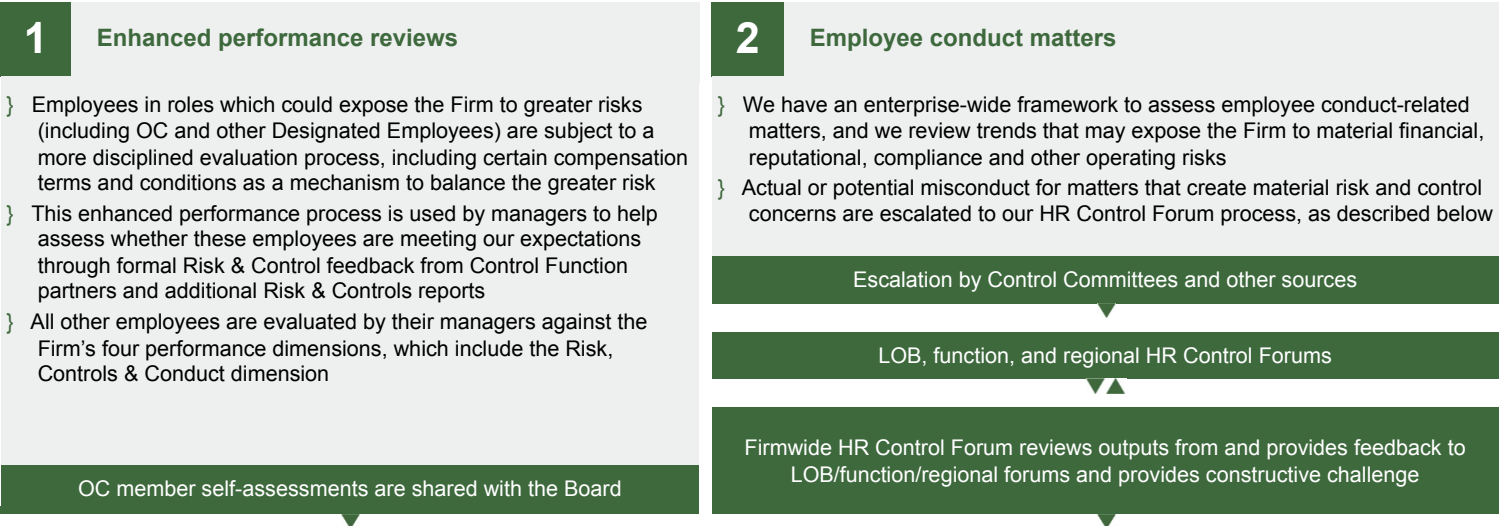 1
Enhanced performance reviews
} Employees in roles which could expose the Firm to greater risks
(including OC and other Designated Employees) are subject to a
more disciplined evaluation process, including certain compensation
terms and conditions as a mechanism to balance the greater risk
} This enhanced performance process is used by managers to help
assess whether these employees are meeting our expectations
through formal Risk & Control feedback from Control Function
partners and additional Risk & Controls reports
} All other employees are evaluated by their managers against the
Firm’s four performance dimensions, which include the Risk,
Controls & Conduct dimension
OC member self-assessments are shared with the Board
2
Employee conduct matters
} We have an enterprise-wide framework to assess employee conduct-related
matters, and we review trends that may expose the Firm to material financial,
reputational, compliance and other operating risks
} Actual or potential misconduct for matters that create material risk and control
concerns are escalated to our HR Control Forum process, as described below
Escalation by Control Committees and other sources
LOB, function, and regional HR Control Forums
Firmwide HR Control Forum reviews outputs from and provides feedback to
LOB/function/regional forums and provides constructive challenge